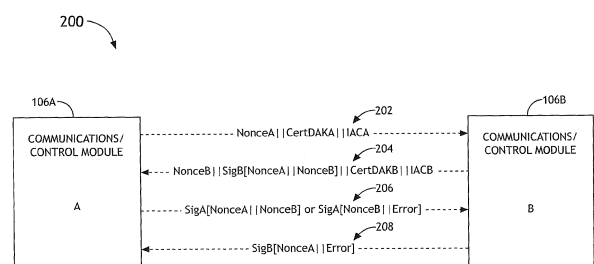 200
106A
106B
COMMUNICATIONS/
CONTROL MODULE
A
COMMUNICATIONS/
CONTROL MODULE
B
202
NonceA||CertDAKA||IACA
204
NonceB||SigB[NonceA||NonceB]||CertDAKB||IACB
206
SigA[NonceA||NonceB] or SigA[NonceB||Error]
208
SigB[NonceA||Error]